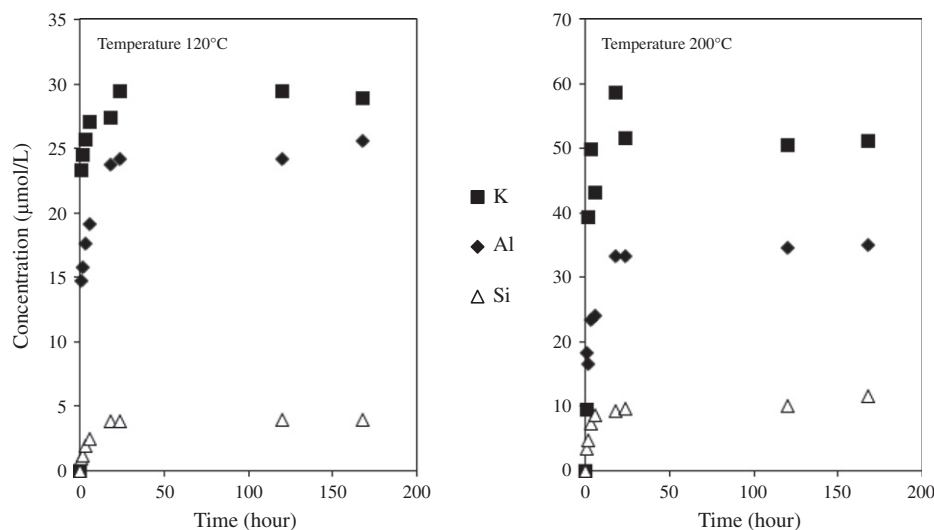 Temperature 120°C
35
30
25
20
15
10
5
0
Concentration (µmol/L)
0 50 100 150 200
Time (hour)
K
Al
Si
Temperature 200°C
70
60
50
40
30
20
10
0
0 50 100 150 200
Time (hour)